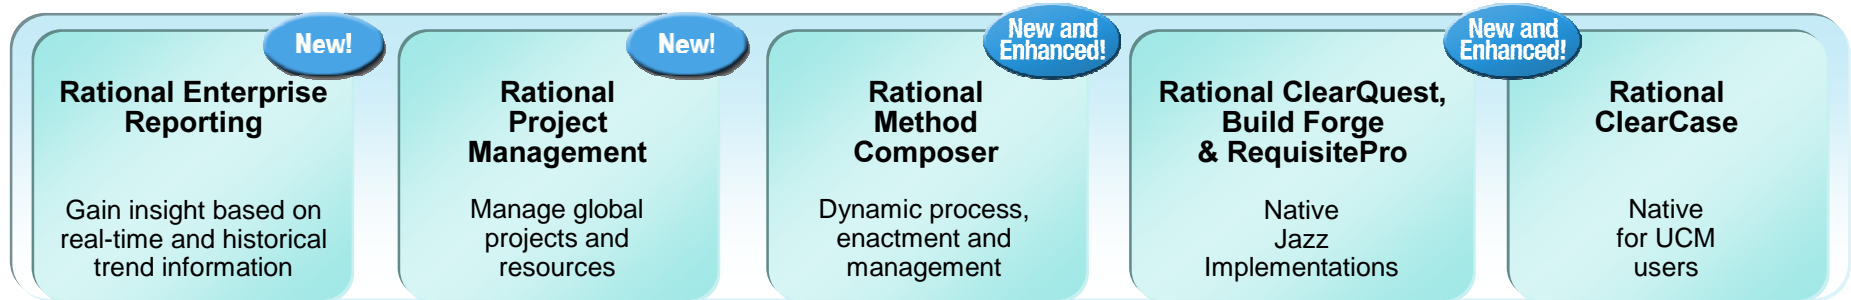 New!
Rational Enterprise
Reporting
Gain insight based on
real-time and historical
trend information
New!
Rational
Project
Management
Manage global
projects and
resources
New and
Enhanced!
Rational
Method
Composer
Dynamic process,
enactment and
management
New and
Enhanced!
Rational ClearQuest,
Build Forge
& RequisitePro
Native
Jazz
Implementations
Rational
ClearCase
Native
for UCM
users